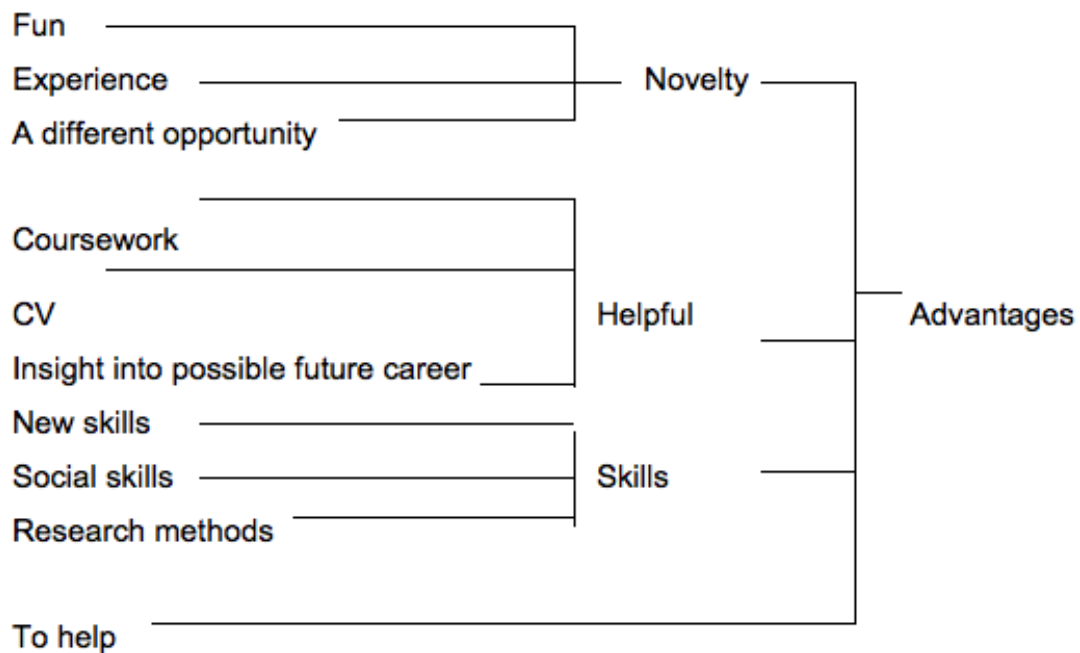 Fun
Experience
Novelty
A different opportunity
Coursework
CV
Helpful
Advantages
Insight into possible future career
New skills
Social skills
Skills
Research methods
To help